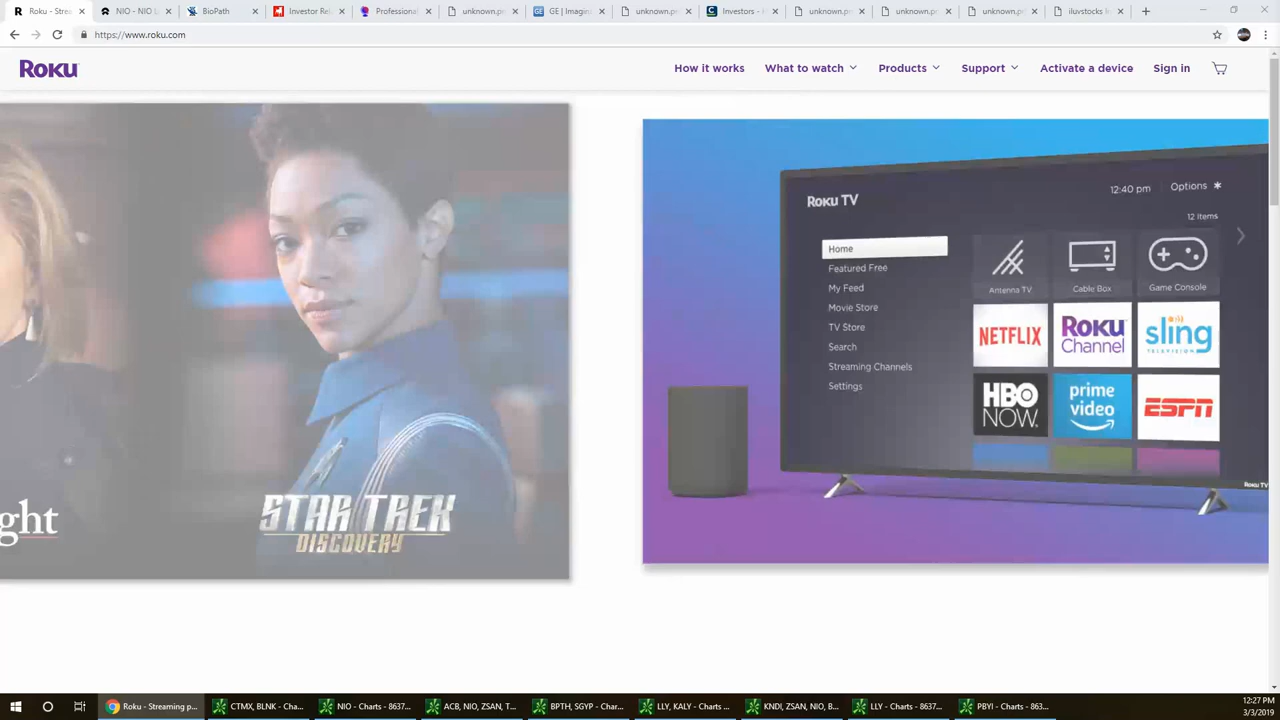 Roku - Strea
NIO - NIO
BioPath
Investor Rel
Professional
unknown.p
GE | Imagin
unknown.p
Investors -
unknown.p
unknown.p
unknown.p
iluvstocks
https://www.roku.com
ROKU
How it works
What to watch
Products
Support
Activate a device
Sign in
ght
STAR TREK
DISCOVERY
Roku TV
12:40 pm
Options
12 Items
Home
Featured Free
My Feed
Movie Store
TV Store
Search
Streaming Channels
Settings
Antenna TV
Cable Box
Game Console
NETFLIX
Roku
Channel
sling
TELEVISION
HBO
NOW.
prime
video
ESPN
Roku TV
Roku - Streaming p...
CTMX, BLNK - Cha...
NIO - Charts - 8637...
ACB, NIO, ZSAN, T...
BPTH, SGYP - Char...
LLY, KALY - Charts ...
KNDI, ZSAN, NIO, B...
LLY - Charts - 8637...
PBYI - Charts - 863...
12:27 PM
3/3/2019